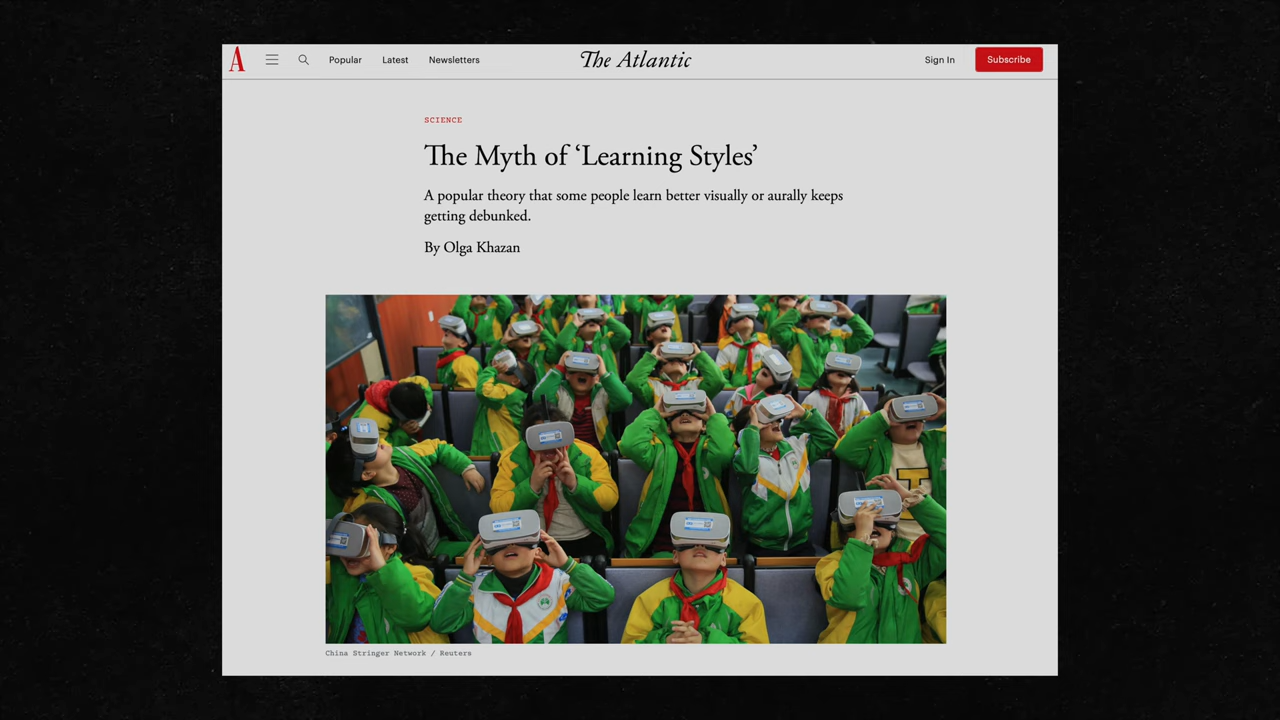 A
Popular
Latest
Newsletters
The Atlantic
Sign In
Subscribe
SCIENCE
The Myth of ‘Learning Styles’
A popular theory that some people learn better visually or aurally keeps
getting debunked.
By Olga Khazan
China Stringer Network / Reuters